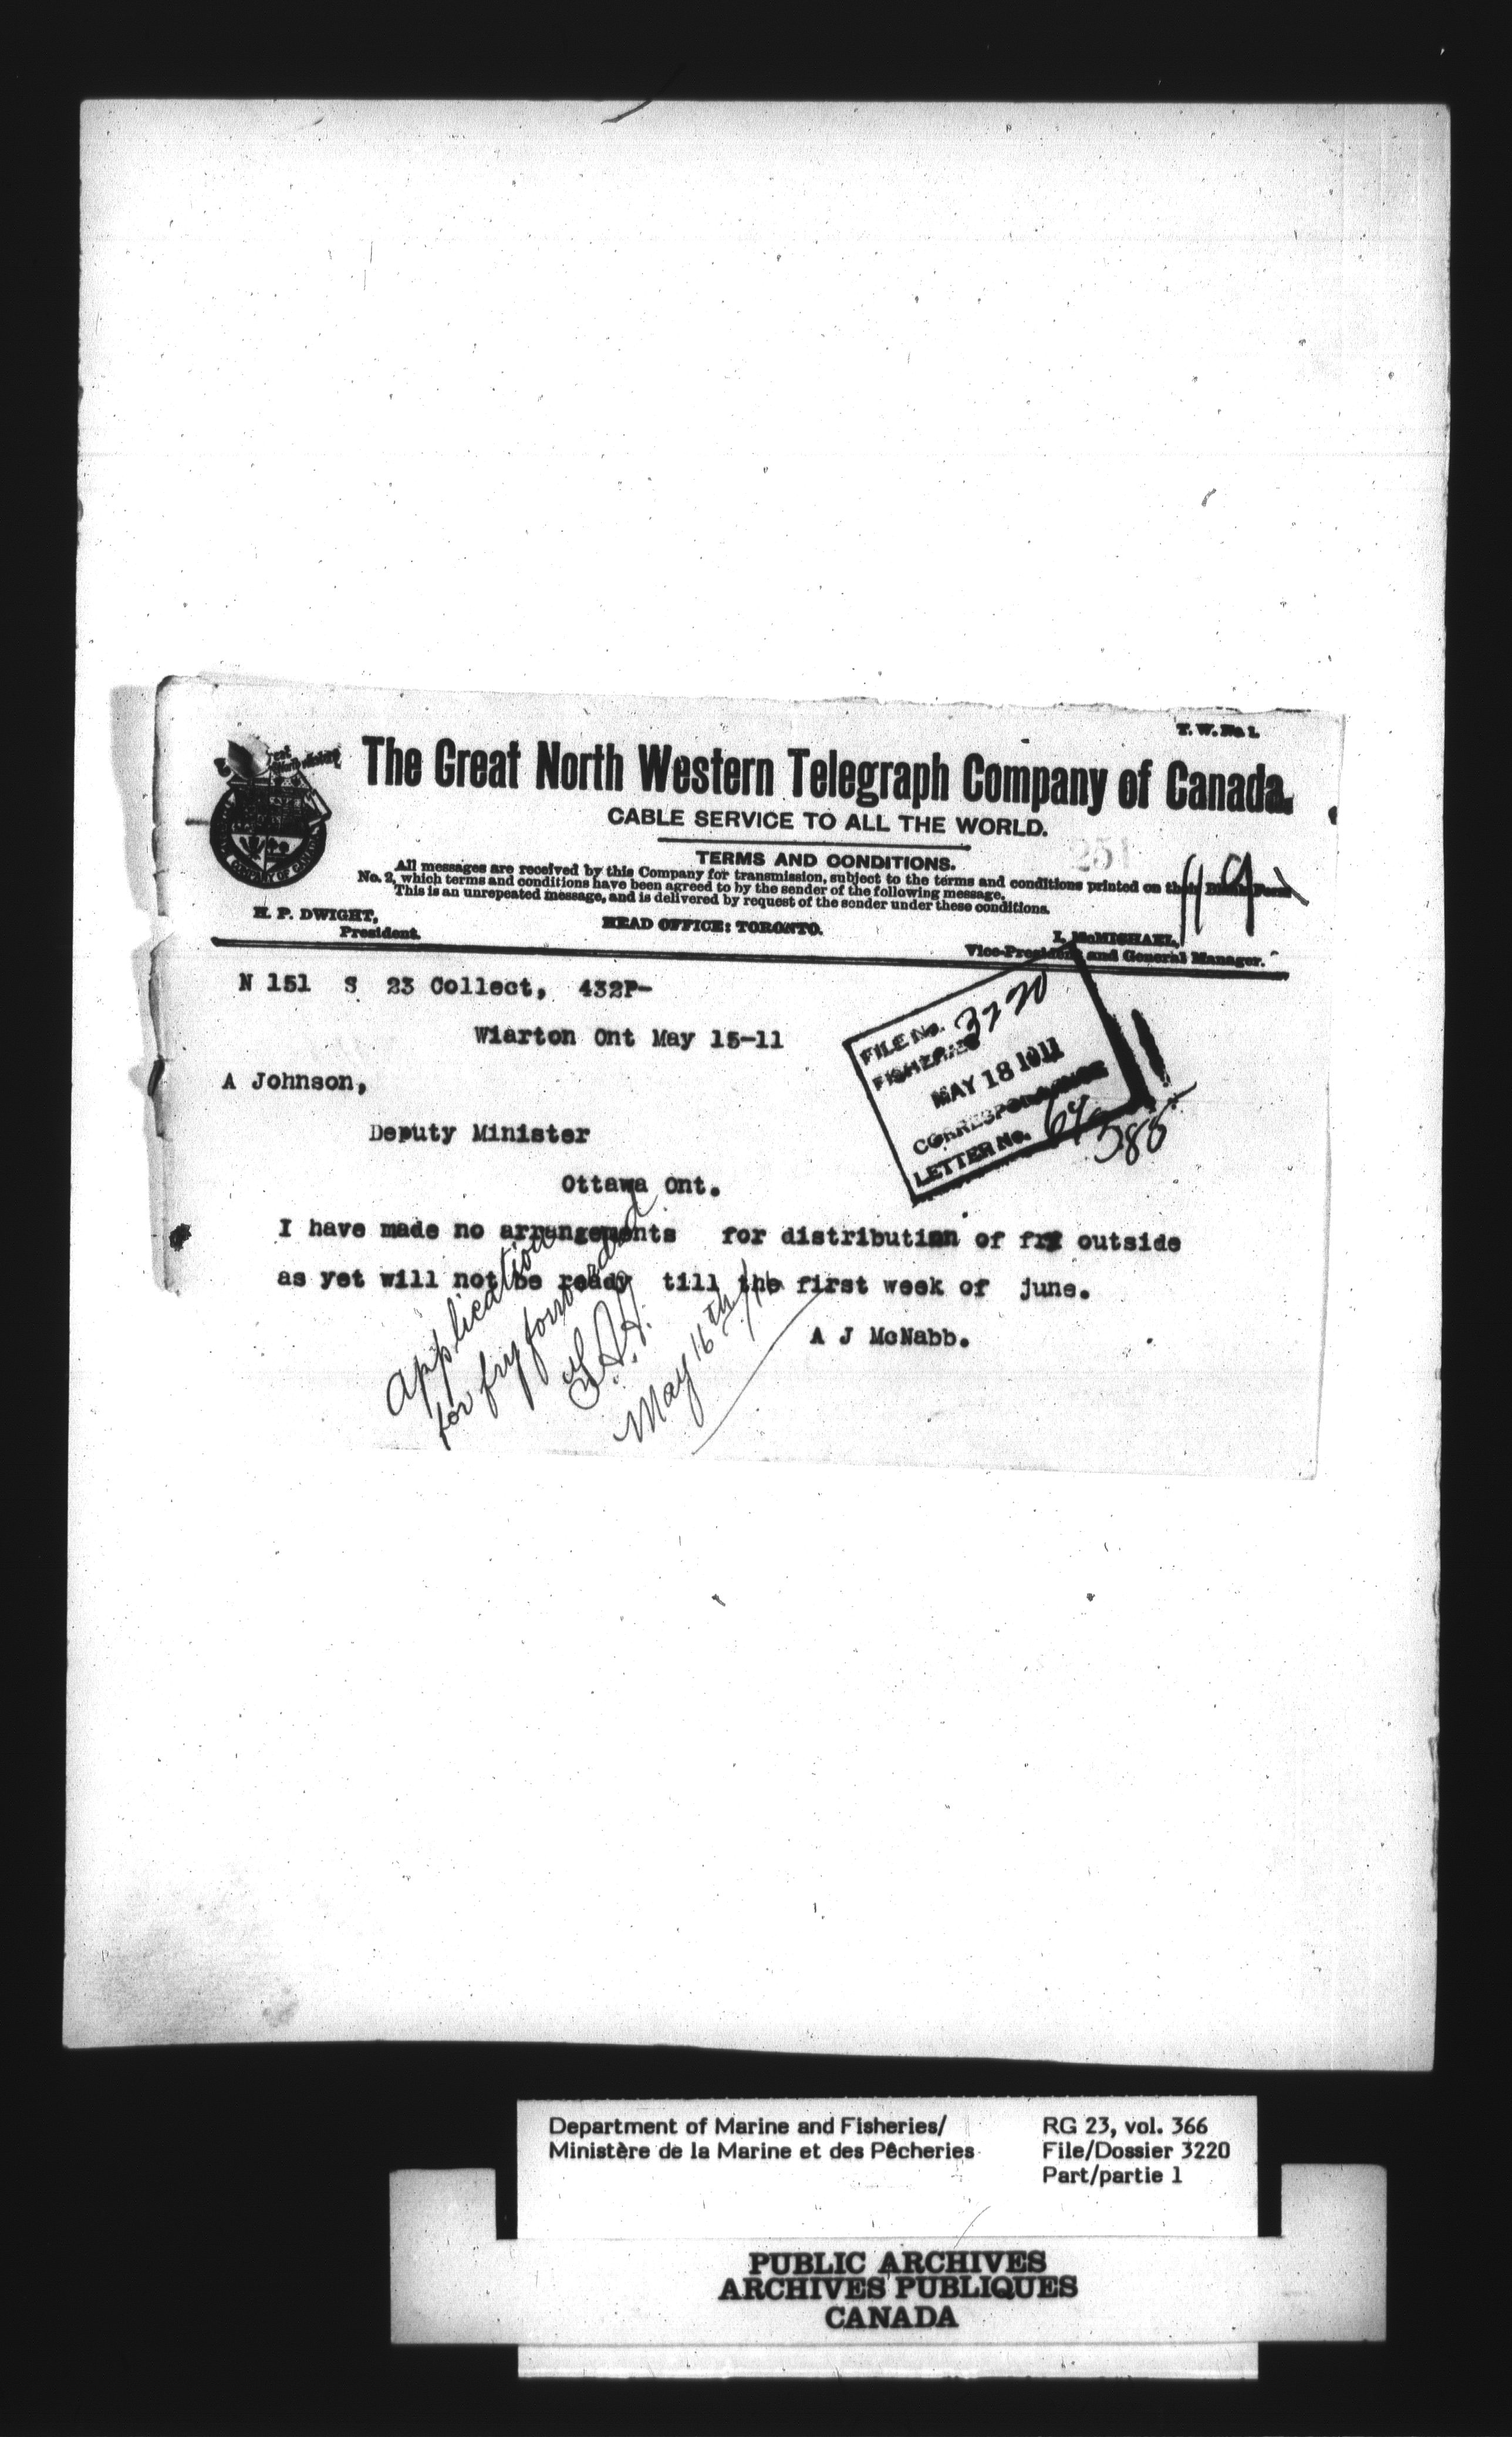 T. W. No 1.
The Great North Western Telegraph Company of Canada.
CABLE SERVICE TO ALL THE WORLD.
251
TERMS AND CONDITIONS.
All messages are received by this Company for transmission, subject to the terms and conditions printed on their Blank Form
No. 2, which terms and conditions have been agreed to by the sender of the following message.
This is an unrepeated message, and is delivered by request of the sender under these conditions.
H. P. DWIGHT,
President.
HEAD OFFICE: TORONTO.
I. McMICHAEL,
Vice-President and General Manager.
N 151 S 23 Collect, 432P-
Wiarton Ont May 15-11
A Johnson,
Deputy Minister
Ottawa Ont.
FILE No. 3220
FISHERIES
MAY 18 1911
CORRESPONDENCE
LETTER No. 64585
I have made no arrangements for distribution of fry outside
as yet will not be ready till the first week of june.
A J McNabb.
Application
for fry forwarded
May 16th/11
Department of Marine and Fisheries/
Ministère de la Marine et des Pêcheries
RG 23, vol. 366
File/Dossier 3220
Part/partie 1
PUBLIC ARCHIVES
ARCHIVES PUBLIQUES
CANADA